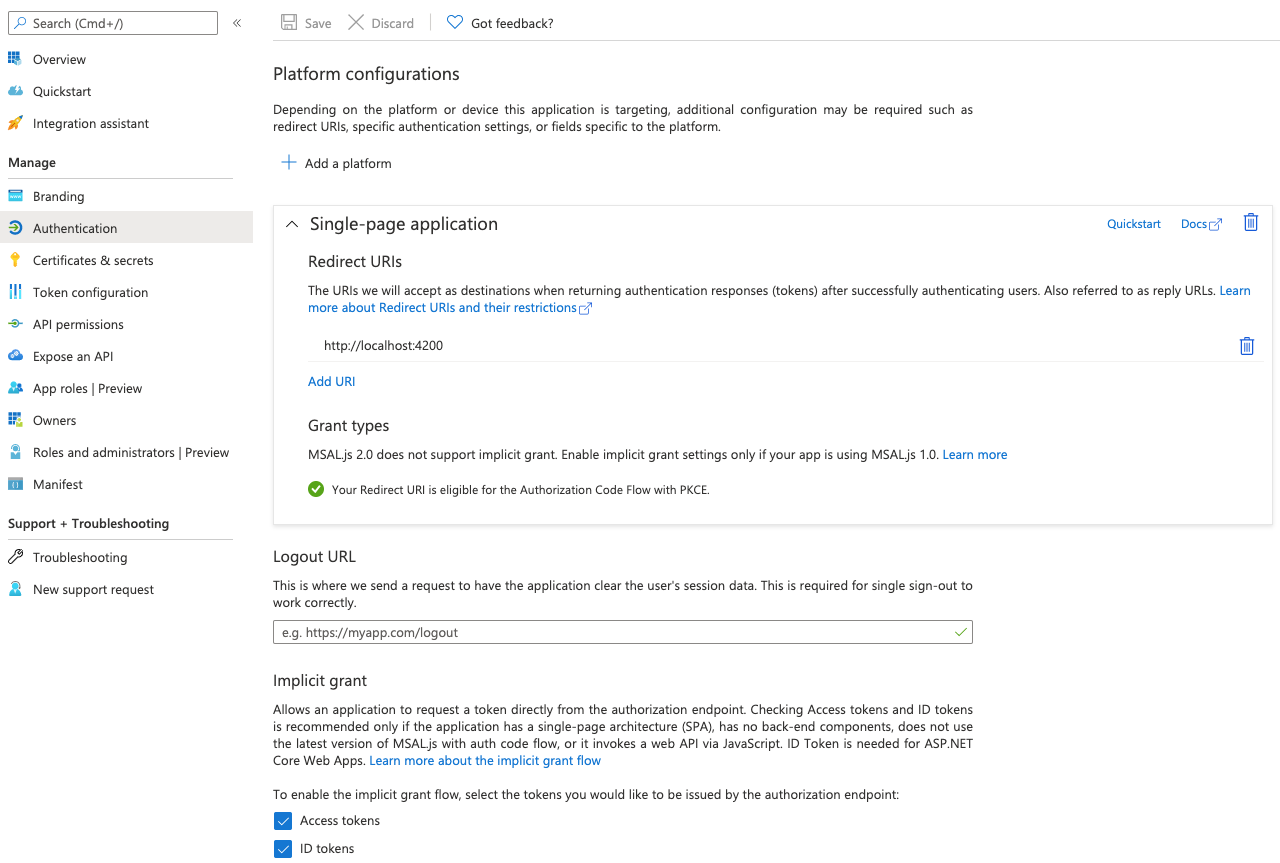 Search (Cmd+/)
«
Overview
Quickstart
Integration assistant
Manage
Branding
Authentication
Certificates & secrets
Token configuration
API permissions
Expose an API
App roles | Preview
Owners
Roles and administrators | Preview
Manifest
Support + Troubleshooting
Troubleshooting
New support request
Save
Discard
Got feedback?
Platform configurations
Depending on the platform or device this application is targeting, additional configuration may be required such as
redirect URIs, specific authentication settings, or fields specific to the platform.
Add a platform
Single-page application
Quickstart
Docs
Redirect URIs
The URIs we will accept as destinations when returning authentication responses (tokens) after successfully authenticating users. Also referred to as reply URLs. Learn
more about Redirect URIs and their restrictions
http://localhost:4200
Add URI
Grant types
MSAL.js 2.0 does not support implicit grant. Enable implicit grant settings only if your app is using MSAL.js 1.0. Learn more
Your Redirect URI is eligible for the Authorization Code Flow with PKCE.
Logout URL
This is where we send a request to have the application clear the user's session data. This is required for single sign-out to
work correctly.
e.g. https://myapp.com/logout
Implicit grant
Allows an application to request a token directly from the authorization endpoint. Checking Access tokens and ID tokens
is recommended only if the application has a single-page architecture (SPA), has no back-end components, does not use
the latest version of MSAL.js with auth code flow, or it invokes a web API via JavaScript. ID Token is needed for ASP.NET
Core Web Apps. Learn more about the implicit grant flow
To enable the implicit grant flow, select the tokens you would like to be issued by the authorization endpoint:
Access tokens
ID tokens